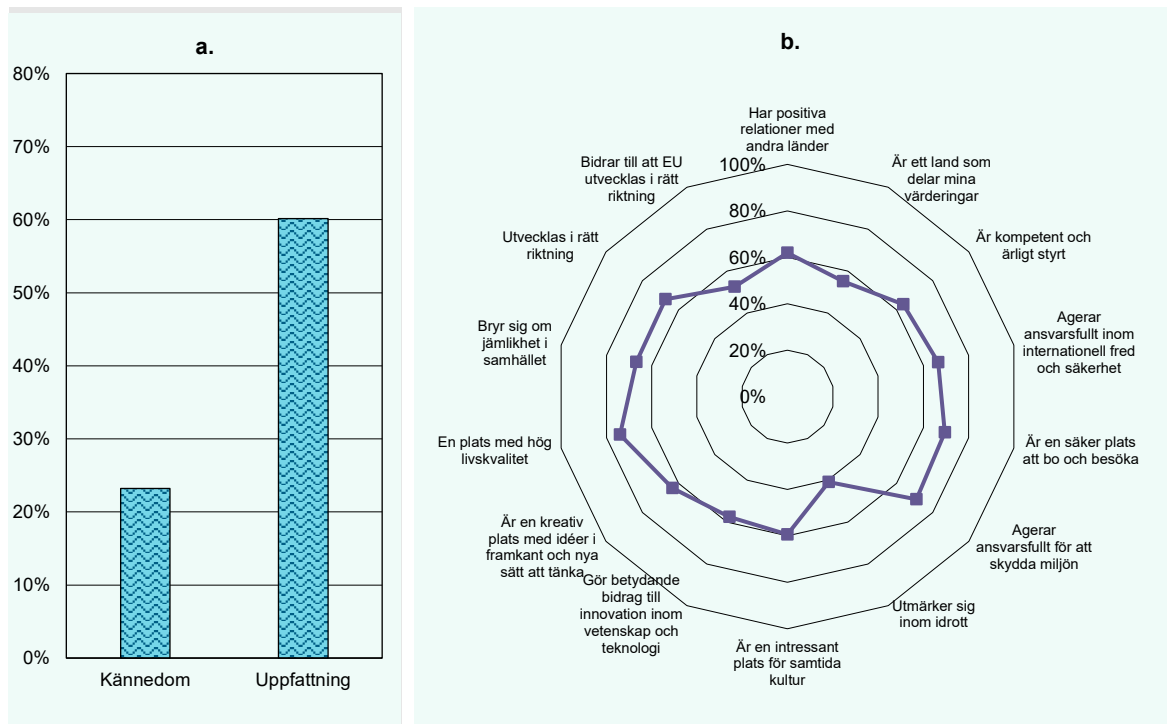 a.
80%
70%
60%
50%
40%
30%
20%
10%
0%
Kännedom
Uppfattning
b.
Har positiva
relationer med
andra länder
Är ett land som
delar mina
värderingar
Är kompetent och
ärligt styrt
Agerar
ansvarsfullt inom
internationell fred
och säkerhet
Är en säker plats
att bo och besöka
Agerar
ansvarsfullt för att
skydda miljön
Utmärker sig
inom idrott
Är en intressant
plats för samtida
kultur
Gör betydande
bidrag till
innovation inom
vetenskap och
teknologi
Är en kreativ
plats med idéer i
framkant och nya
sätt att tänka
En plats med hög
livskvalitet
Bryr sig om
jämlikhet i
samhället
Utvecklas i rätt
riktning
Bidrar till att EU
utvecklas i rätt
riktning
100%
80%
60%
40%
20%
0%